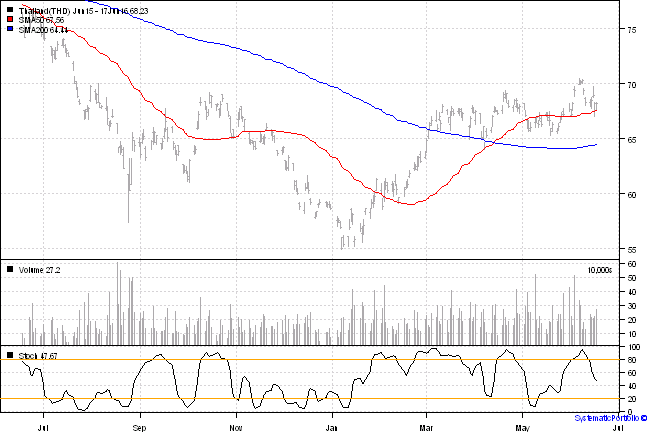 Thailand (THD) Jun15 - 17Jun16 68.23
SMA50 67.56
SMA200 64.44
75
70
65
60
55
Volume 27.2
10,000s
60
50
40
30
20
10
Stoch 47.67
100
80
60
40
20
0
SystematicPortfolio ©
Jul
Sep
Nov
Jan
Mar
May
Jul